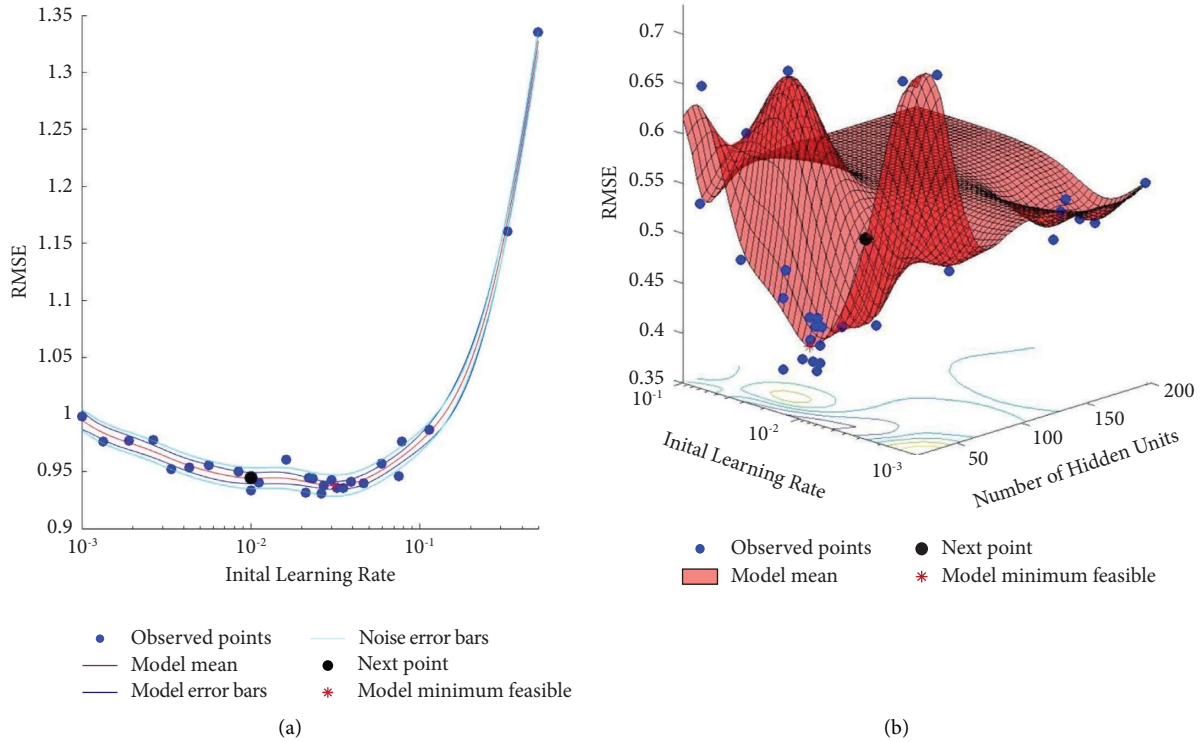 1.35
1.3
1.25
1.2
1.15
1.1
1.05
1
0.95
0.9
RMSE
10-3
10-2
10-1
Inital Learning Rate
Observed points
Model mean
Model error bars
Noise error bars
Next point
Model minimum feasible
(a)
0.7
0.65
0.6
0.55
0.5
0.45
0.4
0.35
RMSE
10-1
10-2
10-3
Inital Learning Rate
50
100
150
200
Number of Hidden Units
Observed points
Model mean
Next point
Model minimum feasible
(b)